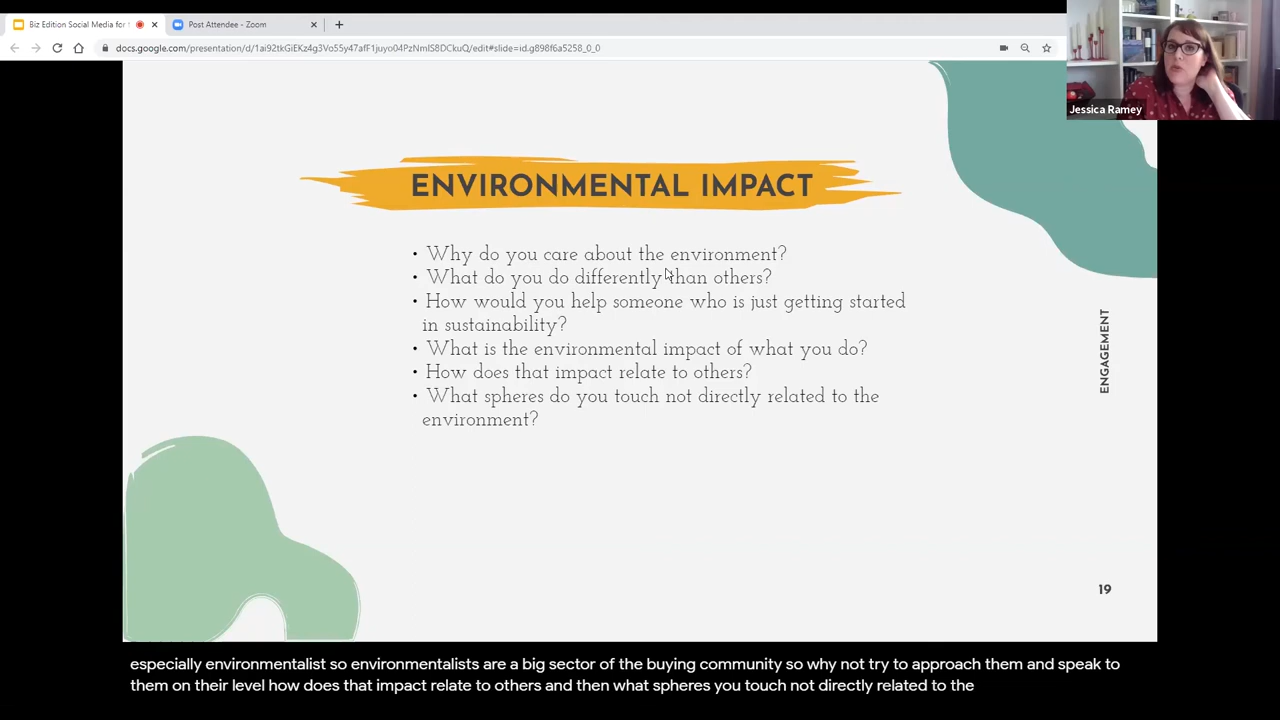 Biz Edition Social Media for
Post Attendee - Zoom
docs.google.com/presentation/d/1ai92tkGiEKz4g3Vo55y47afF1juyo04PzNmIS8DCkuQ/edit#slide=id.g898f6a5258_0_0
Jessica Ramey
ENVIRONMENTAL IMPACT
• Why do you care about the environment?
• What do you do differently than others?
• How would you help someone who is just getting started
in sustainability?
• What is the environmental impact of what you do?
• How does that impact relate to others?
• What spheres do you touch not directly related to the
environment?
ENGAGEMENT
19
especially environmentalist so environmentalists are a big sector of the buying community so why not try to approach them and speak to
them on their level how does that impact relate to others and then what spheres you touch not directly related to the